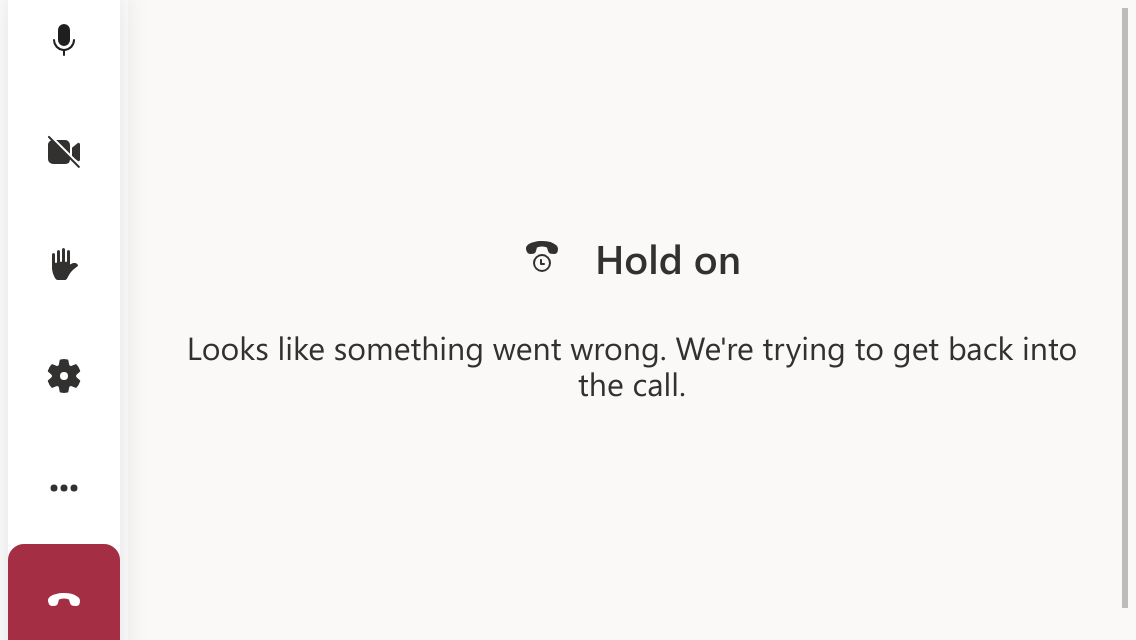 Hold on
Looks like something went wrong. We're trying to get back into
the call.